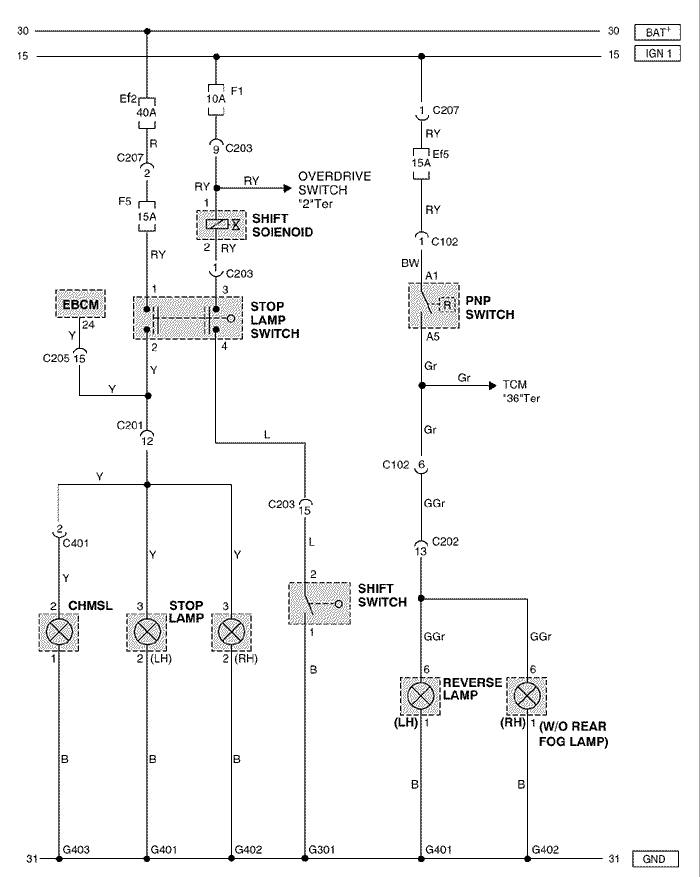 30 30 BAT+
15 15 IGN 1
Ef2 40A
10A F1
1 C207
R
RY
C207 2
9 C203
15A Ef5
RY RY OVERDRIVE
SWITCH
"2"Ter
F5 15A
1
SHIFT
SOIENOID
RY
2 RY
1 C102
RY
1 C203
BW
A1
1 3
EBCM
24
STOP
LAMP
SWITCH
R
PNP
SWITCH
Y
2 4
A5
C205 15
Y
Gr
Y
Gr TCM
"36"Ter
C201
12
L
Gr
C102 6
Y
C203
15
GGr
2
C401
L
C202
13
Y Y Y
2
SHIFT
SWITCH
2 CHMSL 3 STOP
LAMP 3
1
GGr GGr
1 2 (LH) 2 (RH)
B
6 6
REVERSE
LAMP
(LH) 1 (RH) 1 (W/O REAR
FOG LAMP)
B B B B B
31 G403 G401 G402 G301 G401 G402 31 GND